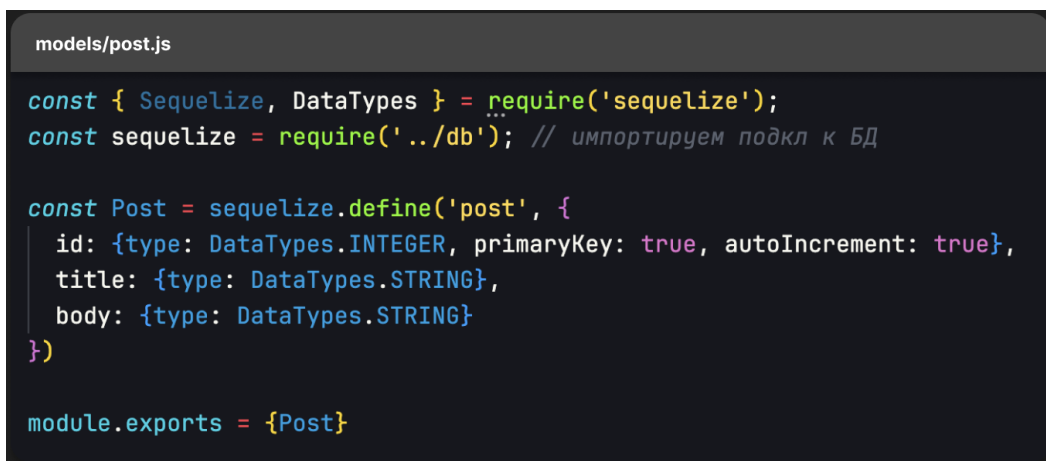 models/post.js
const { Sequelize, DataTypes } = require('sequelize');
const sequelize = require('../db'); // импортируем подкл к БД
const Post = sequelize.define('post', {
id: {type: DataTypes.INTEGER, primaryKey: true, autoIncrement: true},
title: {type: DataTypes.STRING},
body: {type: DataTypes.STRING}
})
module.exports = {Post}